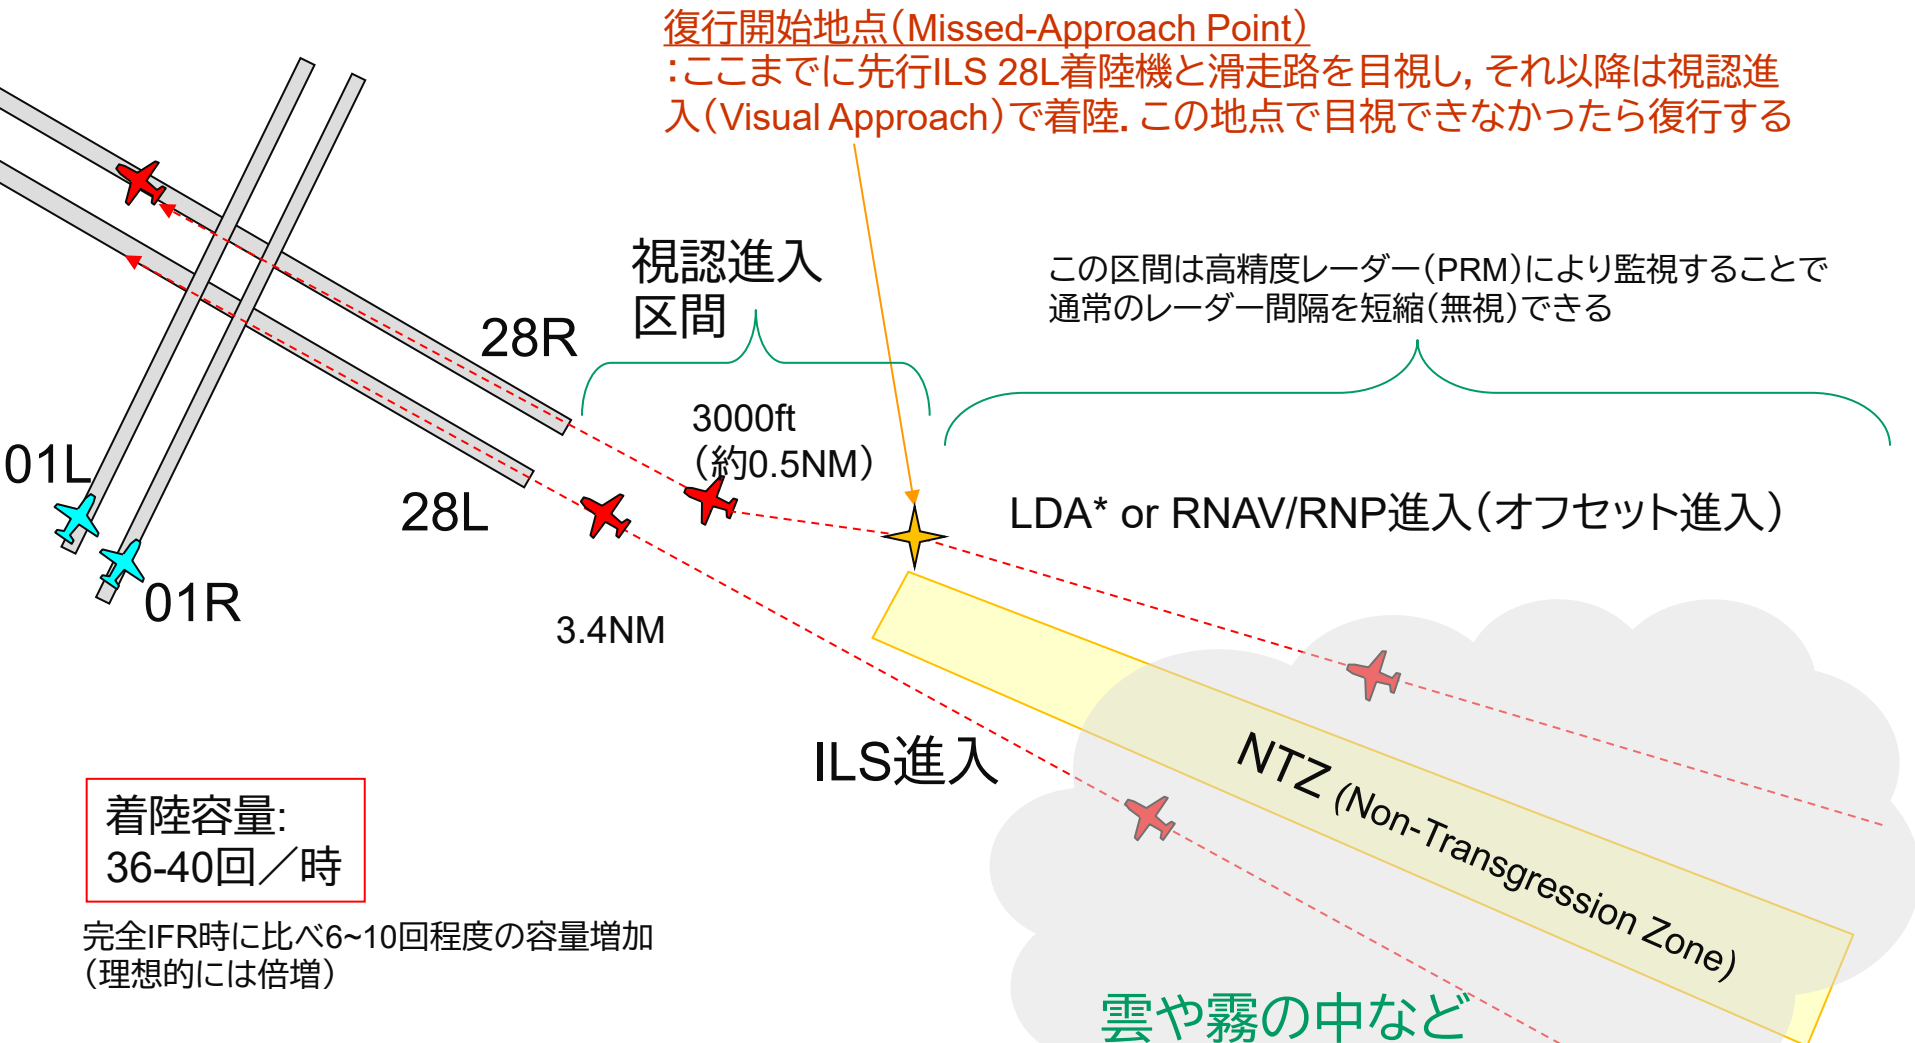 復行開始地点（Missed-Approach Point）
：ここまでに先行ILS 28L着陸機と滑走路を目視し，それ以降は視認進
入（Visual Approach）で着陸．この地点で目視できなかったら復行する
視認進入
区間
この区間は高精度レーダー（PRM）により監視することで
通常のレーダー間隔を短縮（無視）できる
28R
3000ft
（約0.5NM）
01L
28L
LDA* or RNAV/RNP進入（オフセット進入）
01R
3.4NM
ILS進入
NTZ (Non-Transgression Zone)
着陸容量:
36-40回／時
完全IFR時に比べ6~10回程度の容量増加
（理想的には倍増）
雲や霧の中など